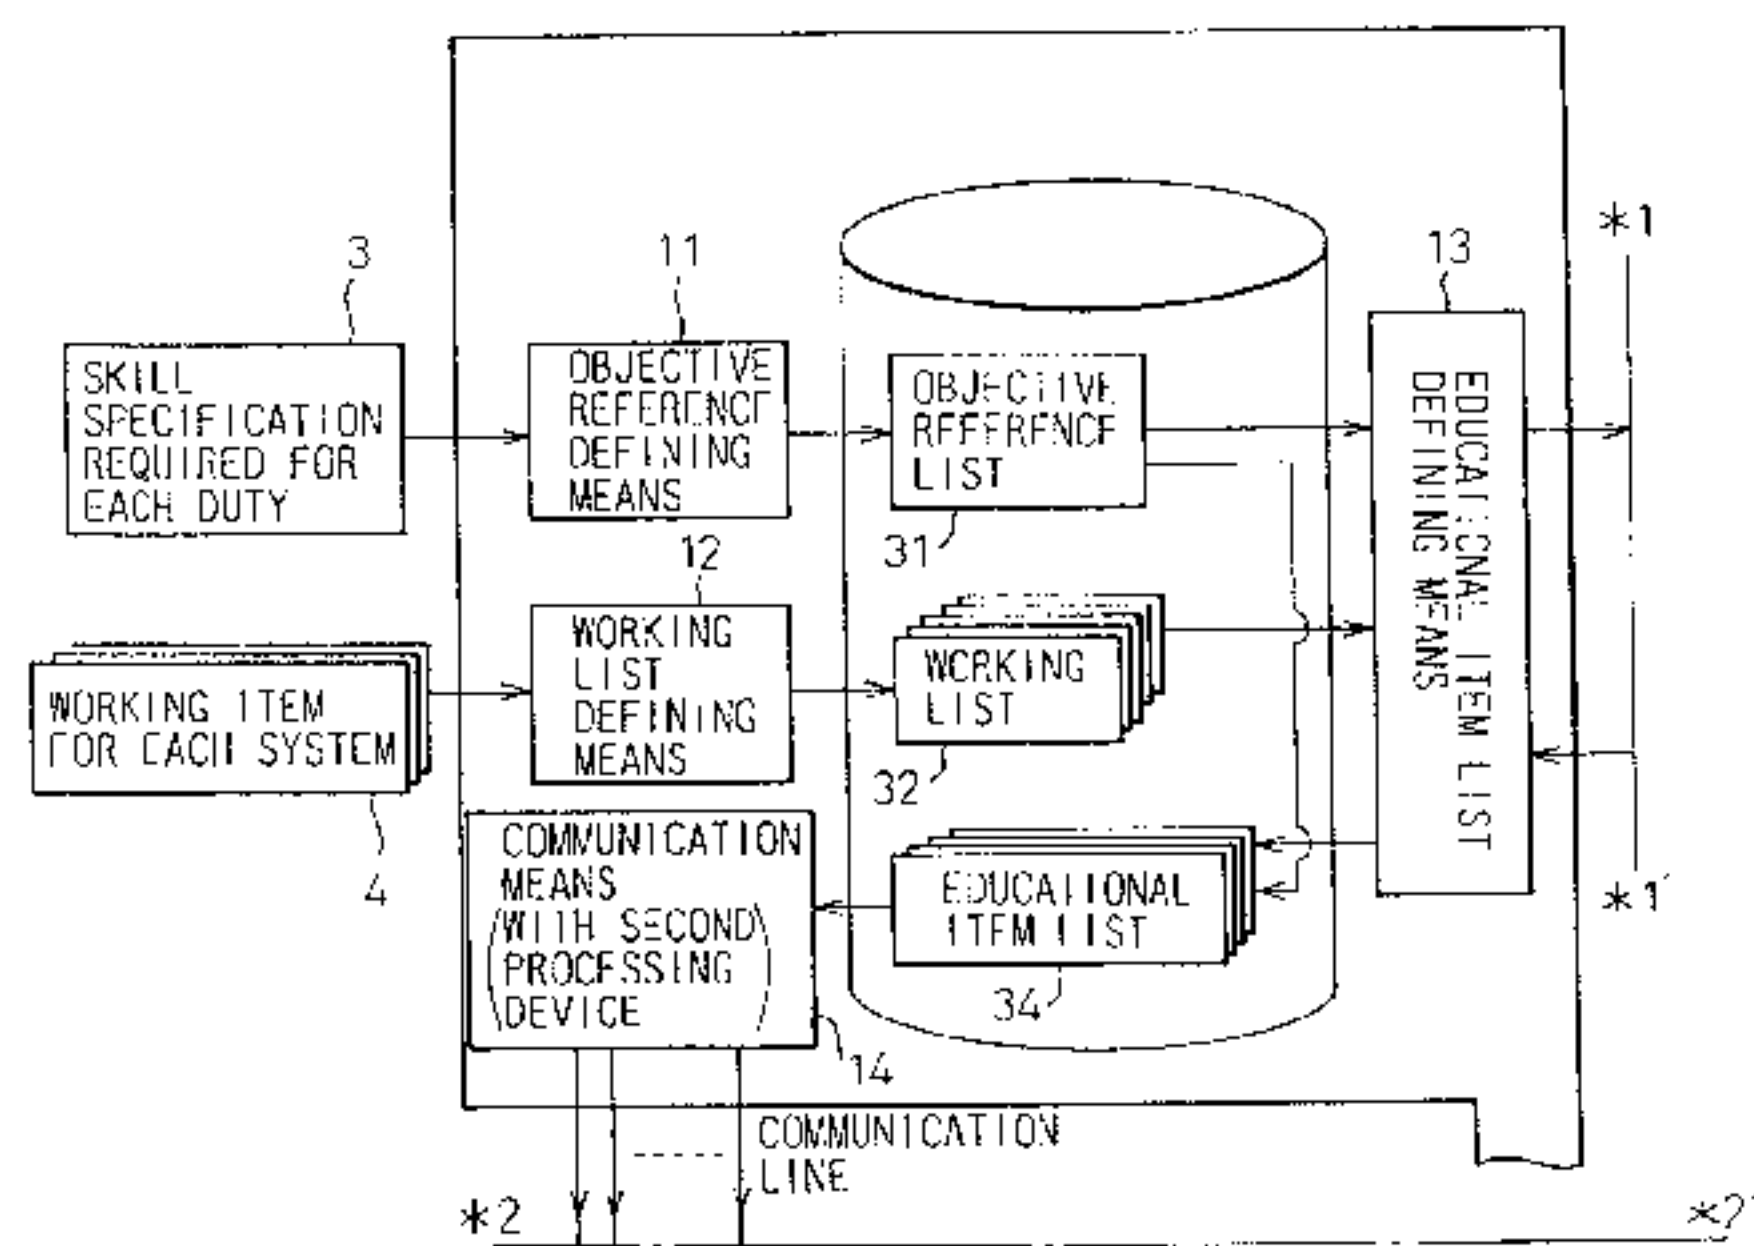 *1
3
11
13
SKILL
SPECIFICATION
REQUIRED FOR
EACH DUTY
OBJECTIVE
REFERENCE
DEFINING
MEANS
OBJECTIVE
REFERENCE
LIST
31
EDUCATIONAL ITEM LIST
DEFINING MEANS
12
WORKING ITEM
FOR EACH SYSTEM
4
WORKING
LIST
DEFINING
MEANS
WORKING
LIST
32
COMMUNICATION
MEANS
(WITH SECOND
PROCESSING
DEVICE)
14
EDUCATIONAL
ITEM LIST
34
*1'
COMMUNICATION
LINE
*2
*2'